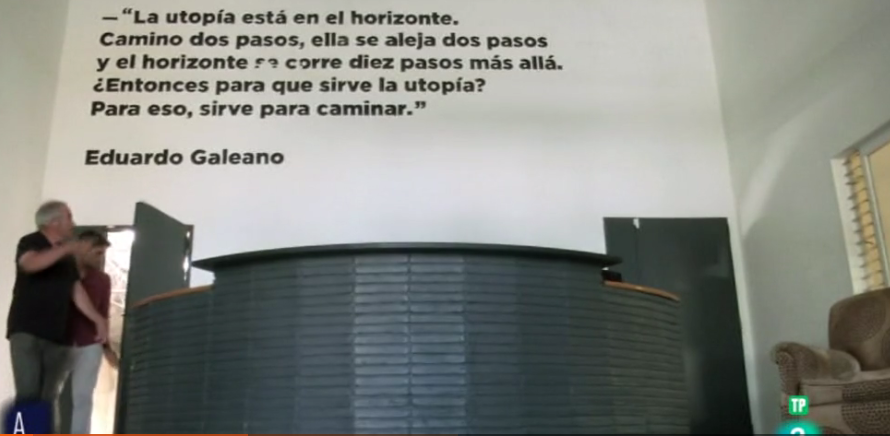 —“La utopía está en el horizonte.
Camino dos pasos, ella se aleja dos pasos
y el horizonte se corre diez pasos más allá.
¿Entonces para que sirve la utopía?
Para eso, sirve para caminar.”
Eduardo Galeano
A
TP